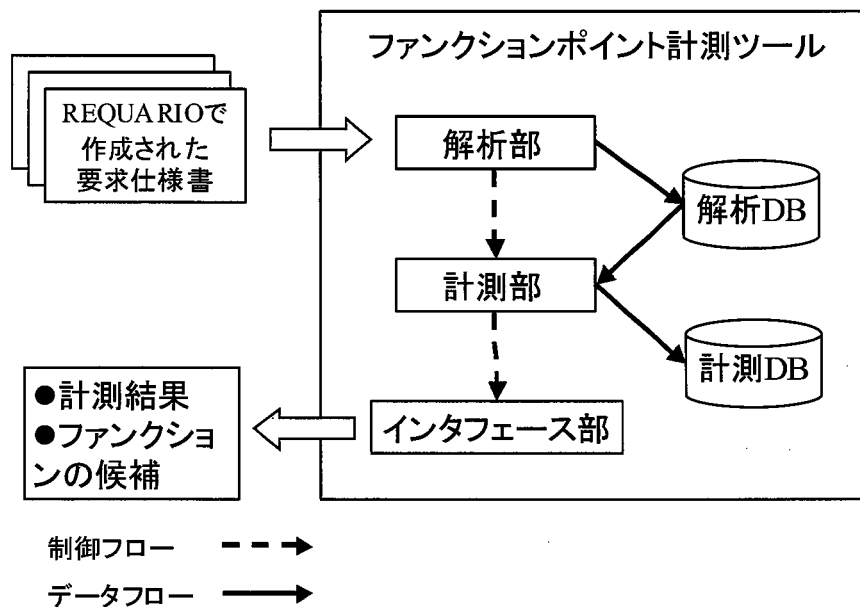 ファンクションポイント計測ツール
REQUARIOで
作成された
要求仕様書
解析部
解析DB
計測部
計測DB
インタフェース部
●計測結果
●ファンクショ
ンの候補
制御フロー
データフロー